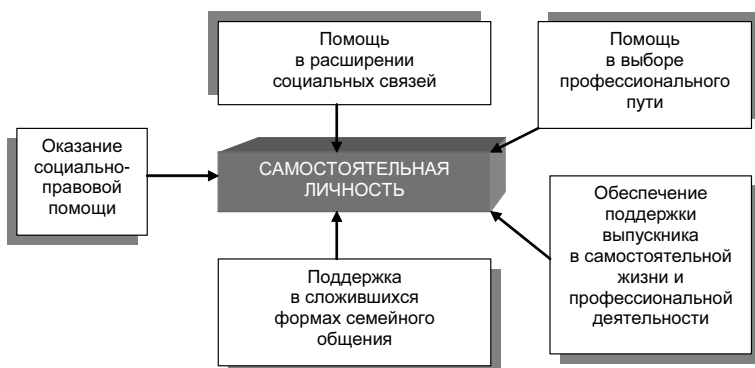 Помощь
в расширении
социальных связей
Помощь
в выборе
профессионального
пути
Оказание
социально-
правовой
помощи
САМОСТОЯТЕЛЬНАЯ
ЛИЧНОСТЬ
Поддержка
в сложившихся
формах семейного
общения
Обеспечение
поддержки
выпускника
в самостоятельной
жизни и
профессиональной
деятельности